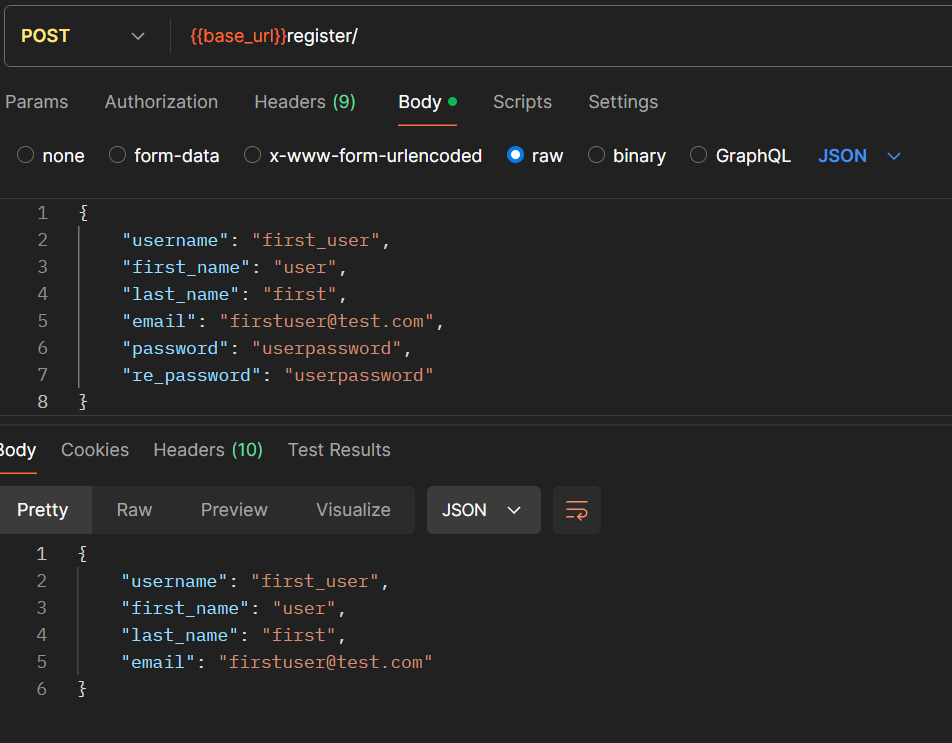 POST {{base_url}}register/
Params Authorization Headers (9) Body Scripts Settings
none form-data x-www-form-urlencoded raw binary GraphQL JSON
1 {
2 "username": "first_user",
3 "first_name": "user",
4 "last_name": "first",
5 "email": "firstuser@test.com",
6 "password": "userpassword",
7 "re_password": "userpassword"
8 }
Body Cookies Headers (10) Test Results
Pretty Raw Preview Visualize JSON
1 {
2 "username": "first_user",
3 "first_name": "user",
4 "last_name": "first",
5 "email": "firstuser@test.com"
6 }